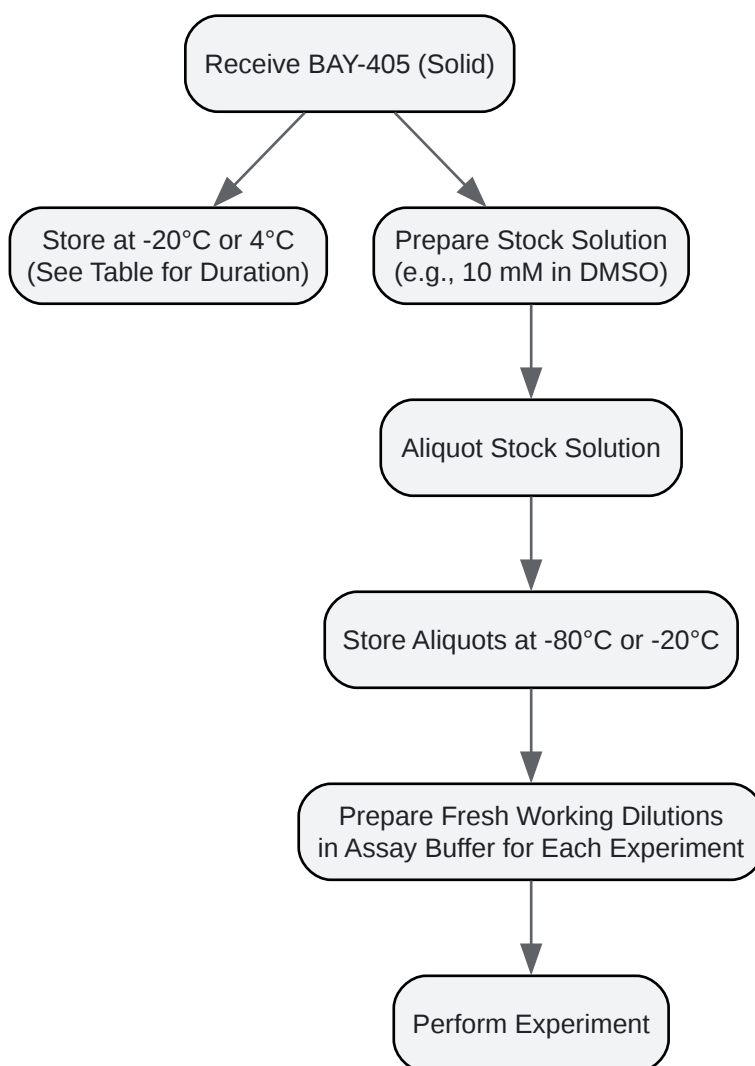 Receive BAY-405 (Solid)
Store at -20°C or 4°C
(See Table for Duration)
Prepare Stock Solution
(e.g., 10 mM in DMSO)
Aliquot Stock Solution
Store Aliquots at -80°C or -20°C
Prepare Fresh Working Dilutions
in Assay Buffer for Each Experiment
Perform Experiment